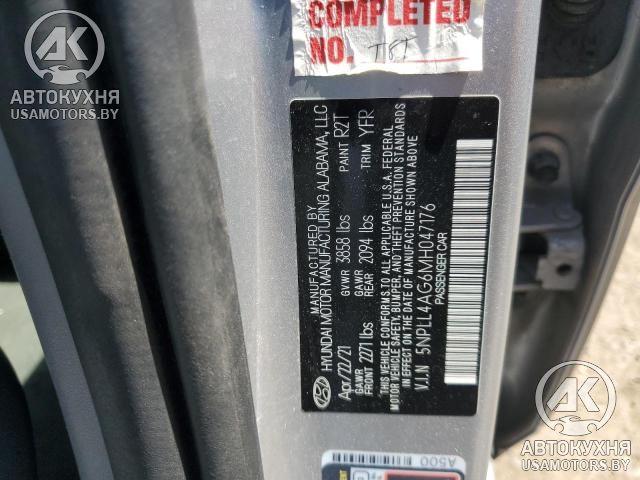 COMPLETED
NO. T8T
MANUFACTURED BY
HYUNDAI MOTOR MANUFACTURING ALABAMA, LLC
Apr/22/21 GVWR 3858 lbs PAINT R2T
GAWR FRONT 2271 lbs GAWR REAR 2094 lbs TRIM YFR
THIS VEHICLE CONFORMS TO ALL APPLICABLE U.S.A. FEDERAL
MOTOR VEHICLE SAFETY, BUMPER, AND THEFT PREVENTION STANDARDS
IN EFFECT ON THE DATE OF MANUFACTURE SHOWN ABOVE
V.I.N 5NPLL4AG6MH047176
PASSENGER CAR
A500
АК
АВТОКУХНЯ
USAMOTORS.BY
АК
АВТОКУХНЯ
USAMOTORS.BY